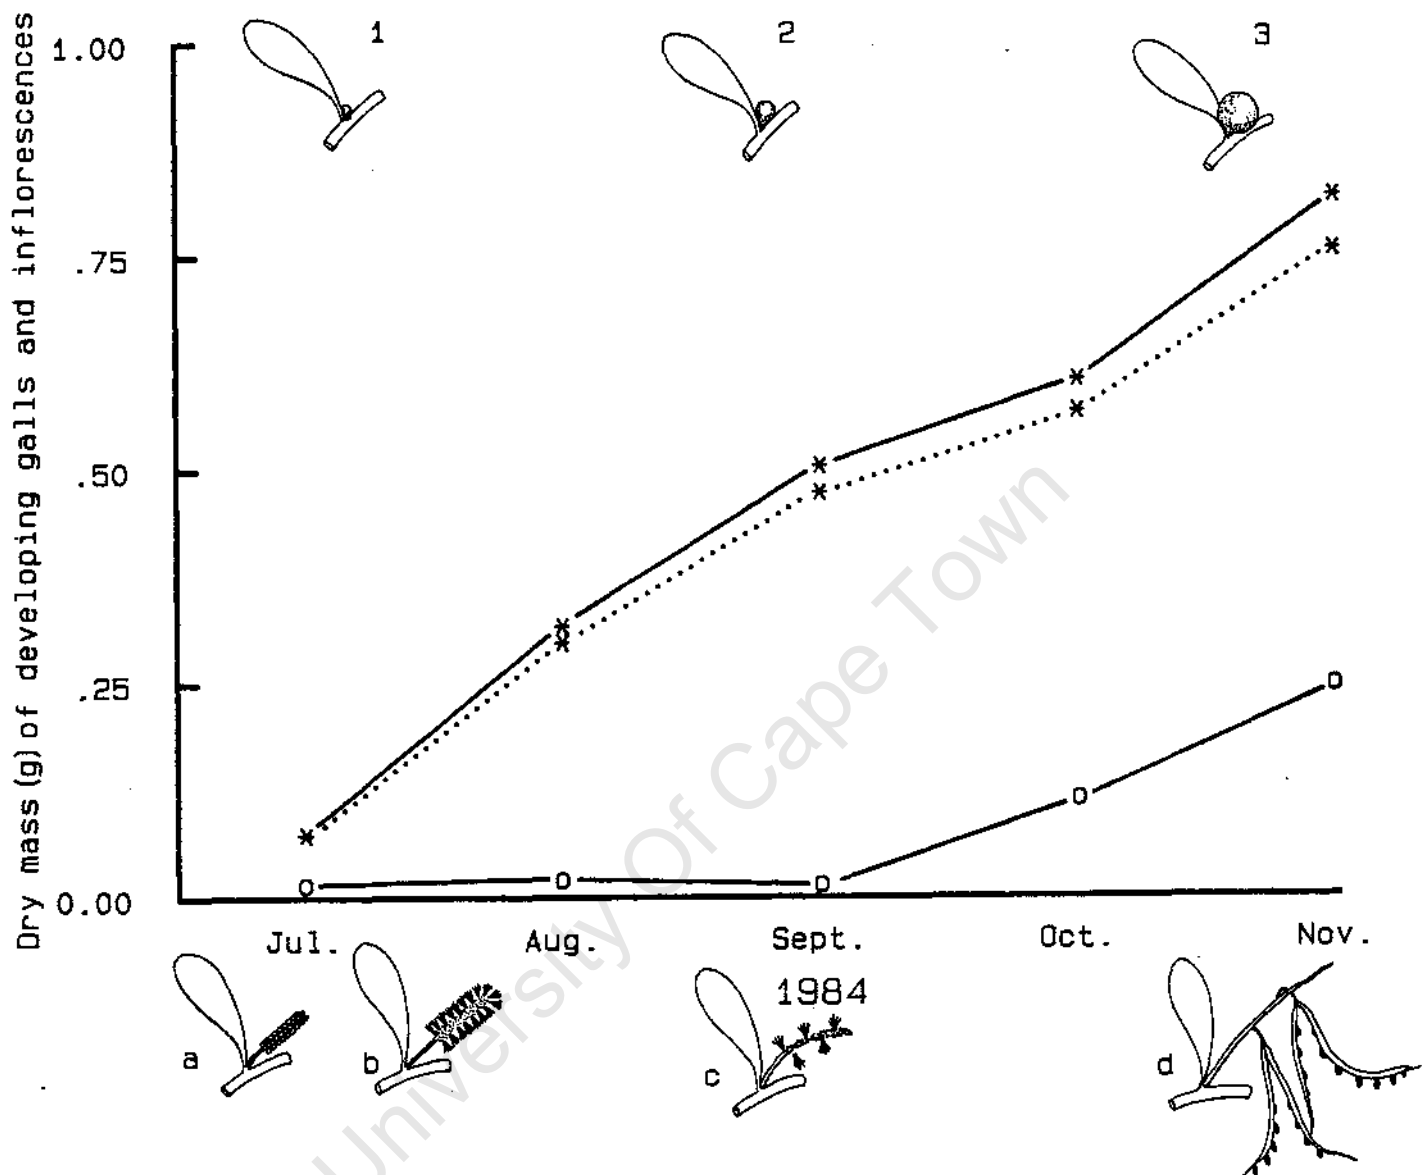 Dry mass (g) of developing galls and inflorescences
1 2 3
1.00
.75
.50
.25
0.00
Jul. Aug. Sept. Oct. Nov.
1984
a b c d
University Of Cape Town